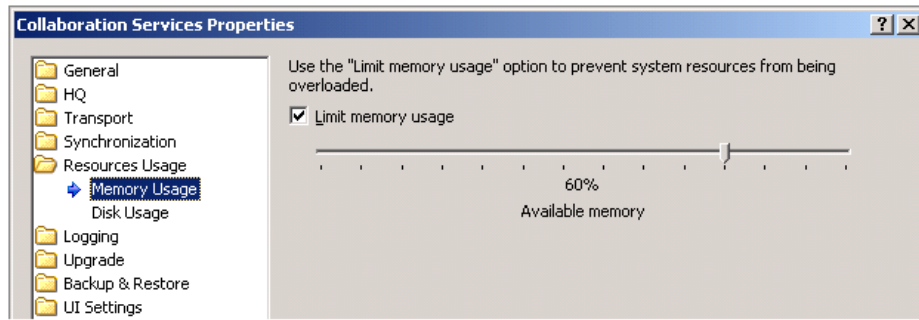 Collaboration Services Properties
General
HQ
Transport
Synchronization
Resources Usage
Memory Usage
Disk Usage
Logging
Upgrade
Backup & Restore
UI Settings
Use the "Limit memory usage" option to prevent system resources from being
overloaded.
Limit memory usage
60%
Available memory